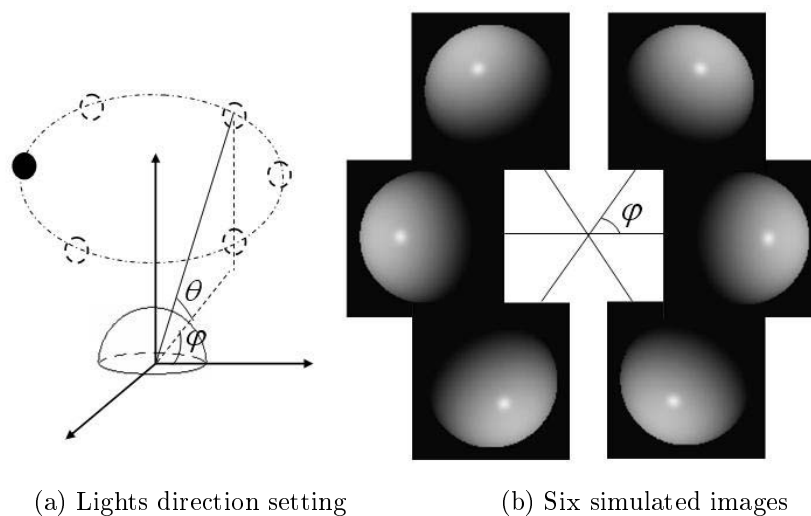 θ
φ
φ
(a) Lights direction setting
(b) Six simulated images